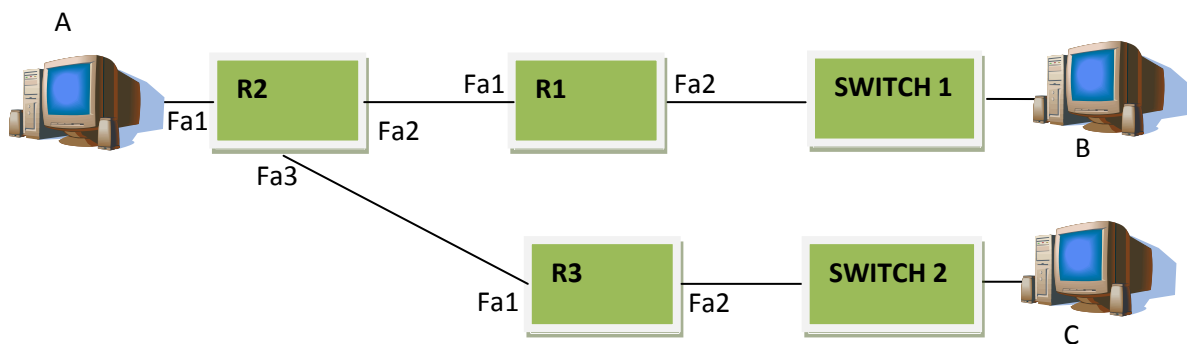 A
R2
Fa1
R1
Fa2
SWITCH 1
Fa1
Fa2
B
Fa3
R3
SWITCH 2
Fa1
Fa2
C